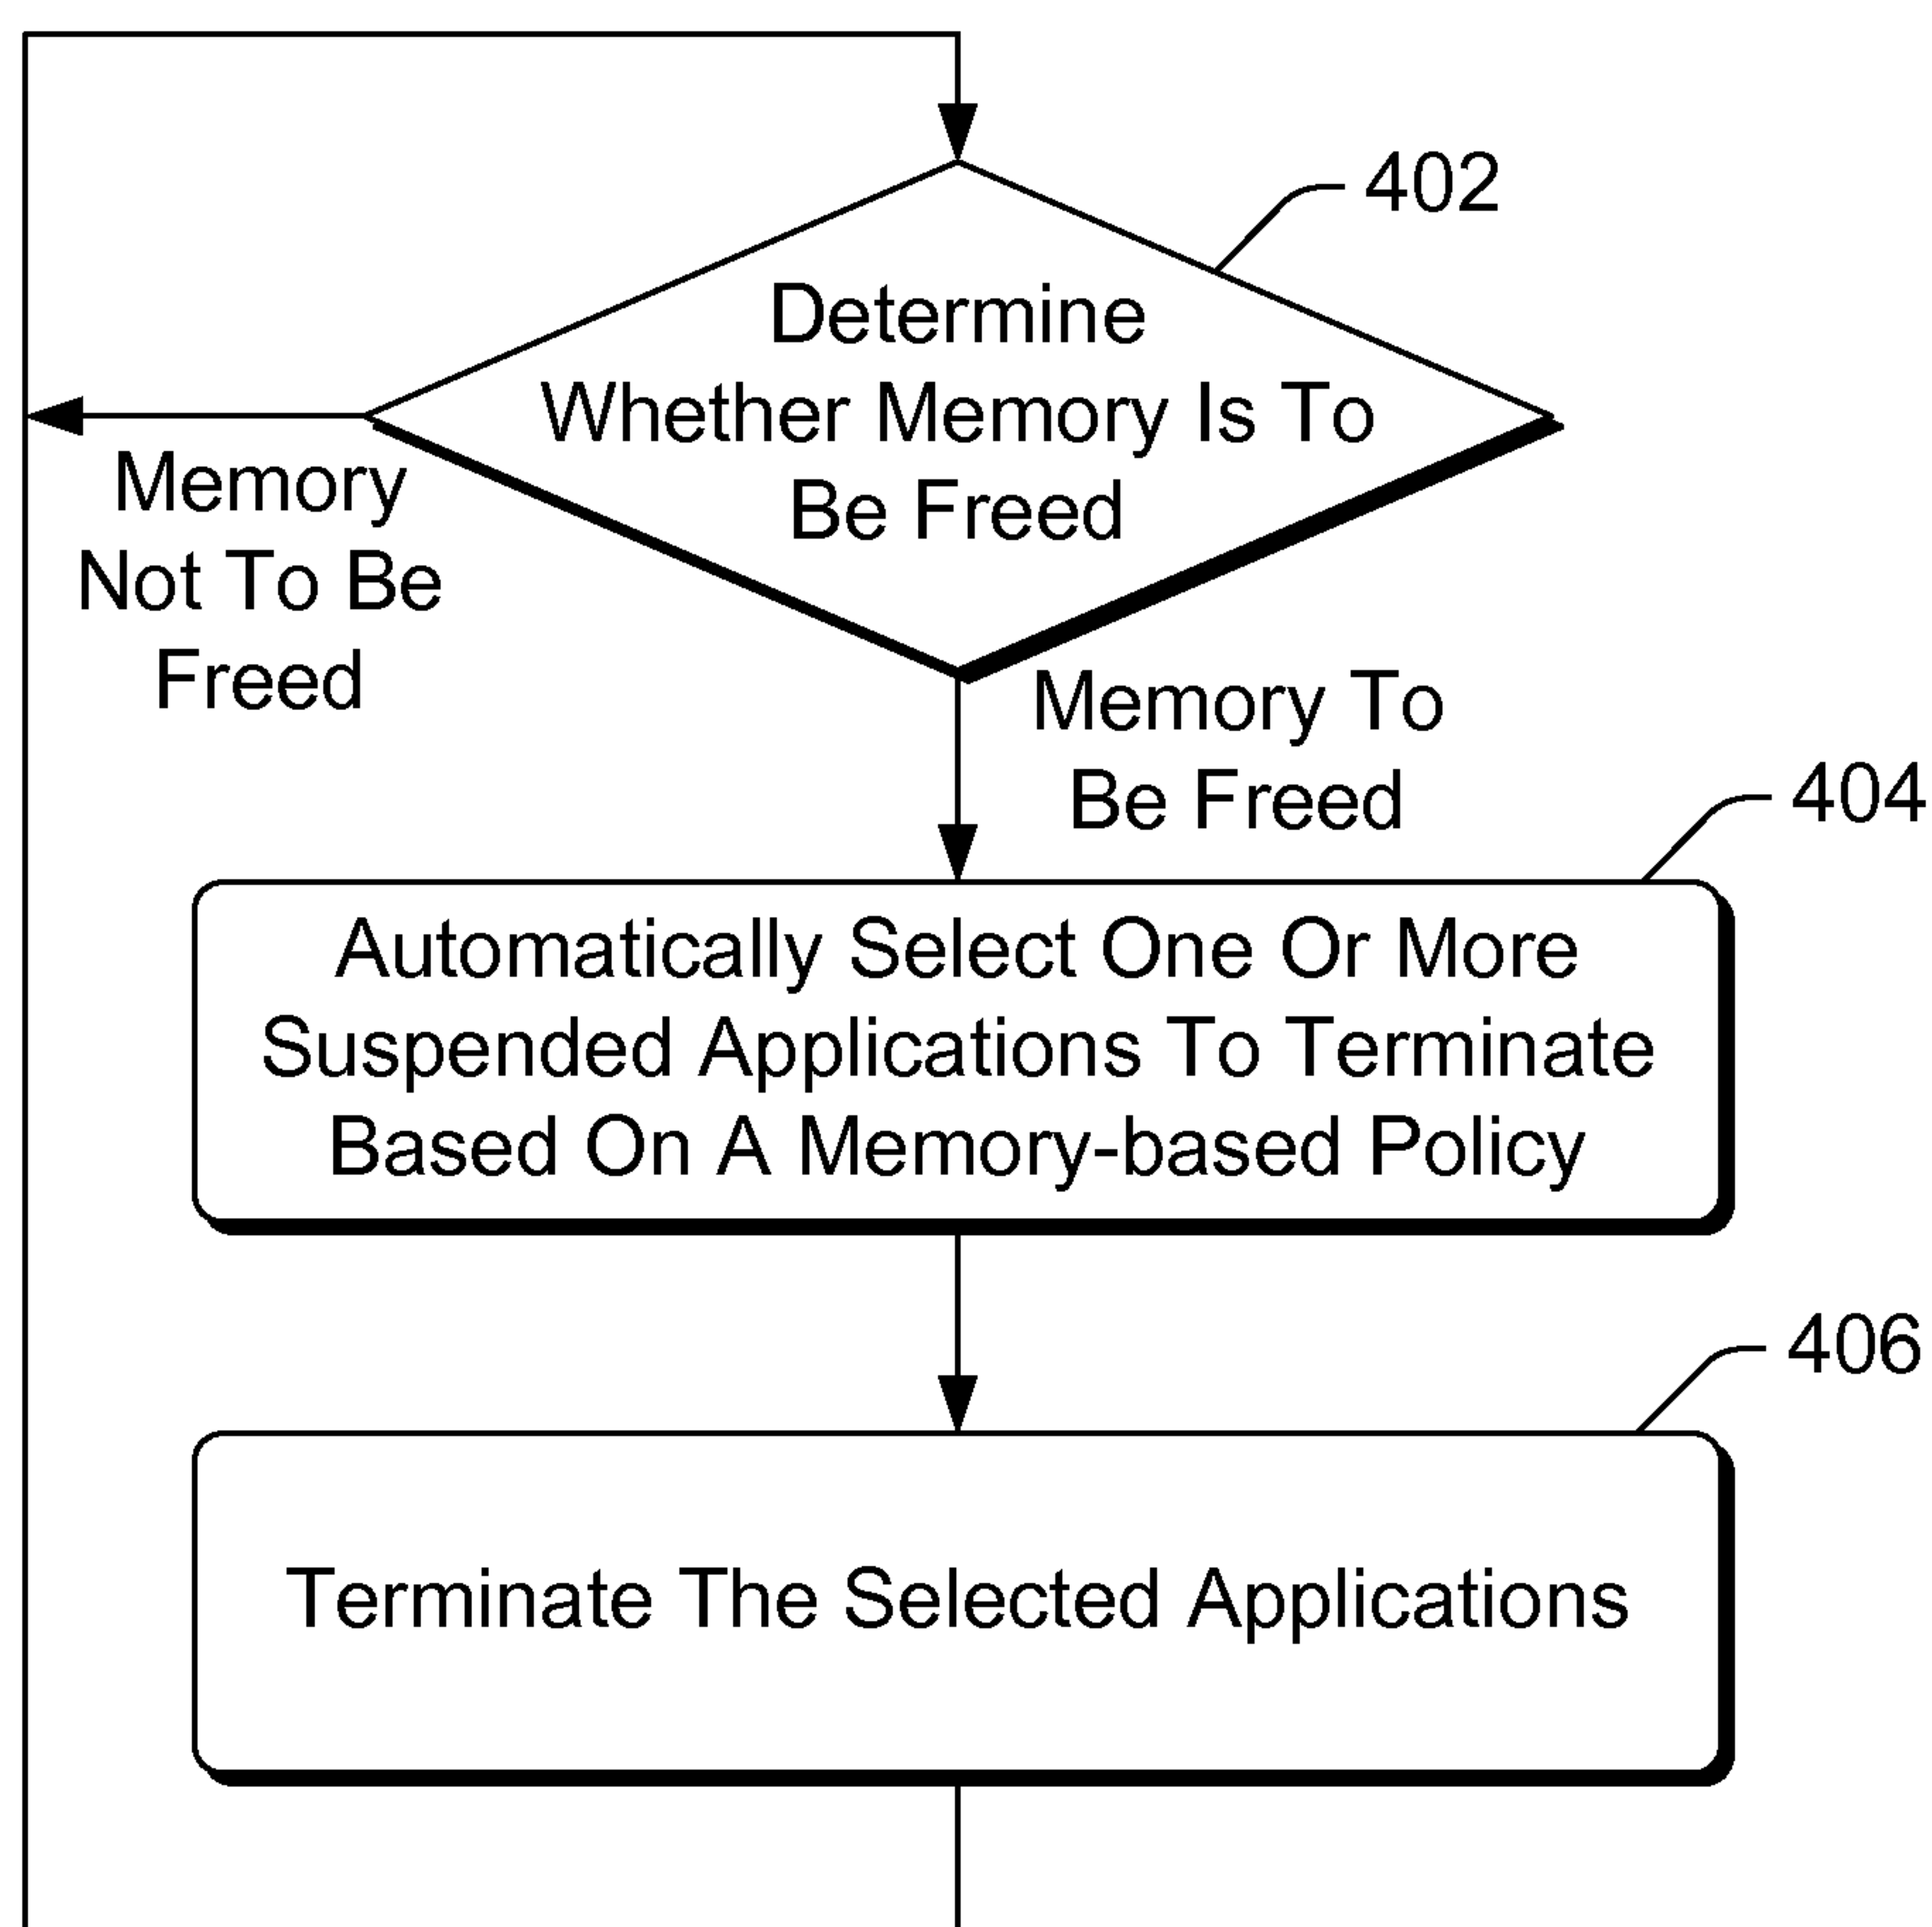 402
Determine
Whether Memory Is To
Be Freed
Memory
Not To Be
Freed
Memory To
Be Freed
404
Automatically Select One Or More
Suspended Applications To Terminate
Based On A Memory-based Policy
406
Terminate The Selected Applications